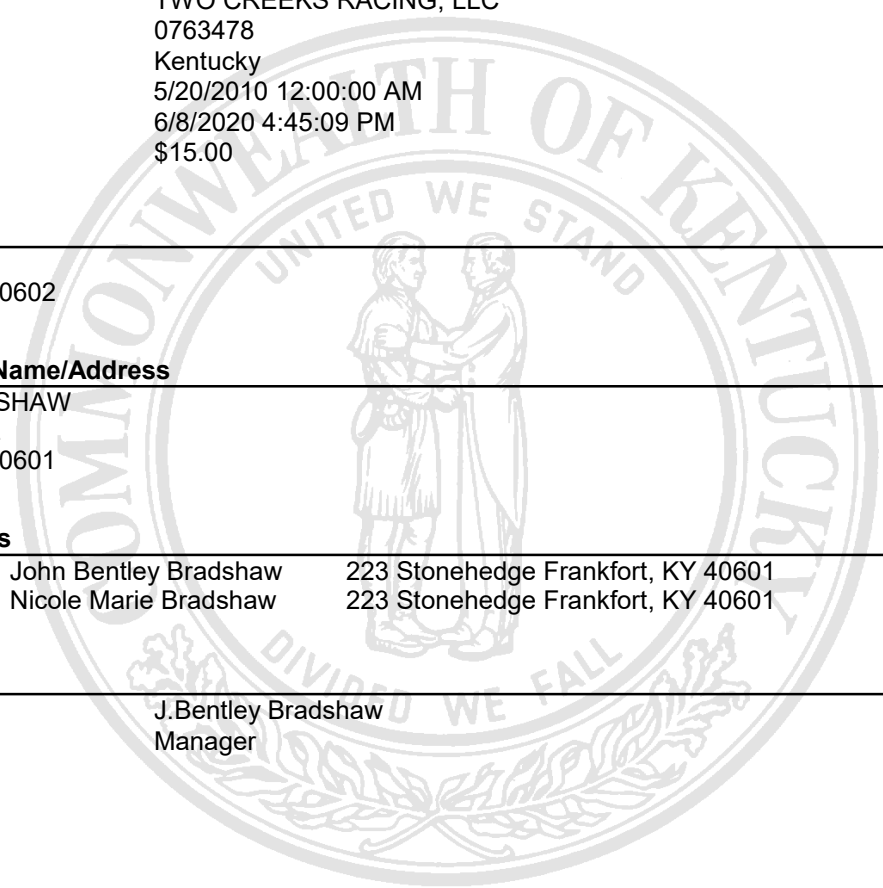 TWO CREEKS RACING, LLC
0763478
Kentucky
5/20/2010 12:00:00 AM
6/8/2020 4:45:09 PM
$15.00
COMMONWEALTH OF KENTUCKY
UNITED WE STAND
DIVIDED WE FALL
0602
Name/Address
SHAW
0601
s
John Bentley Bradshaw 223 Stonehedge Frankfort, KY 40601
Nicole Marie Bradshaw 223 Stonehedge Frankfort, KY 40601
J.Bentley Bradshaw
Manager